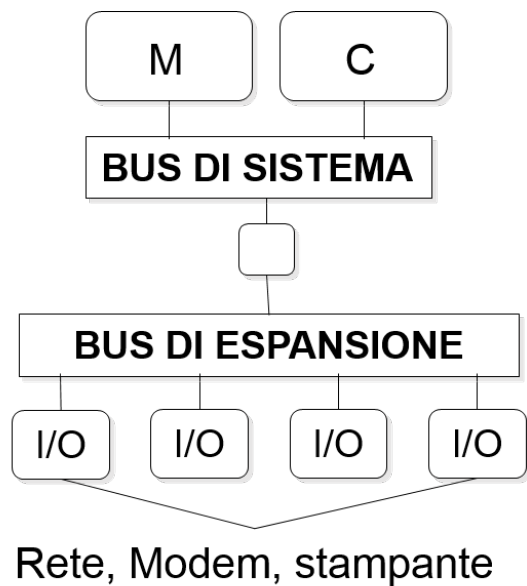 M C
BUS DI SISTEMA
BUS DI ESPANSIONE
I/O I/O I/O I/O
Rete, Modem, stampante